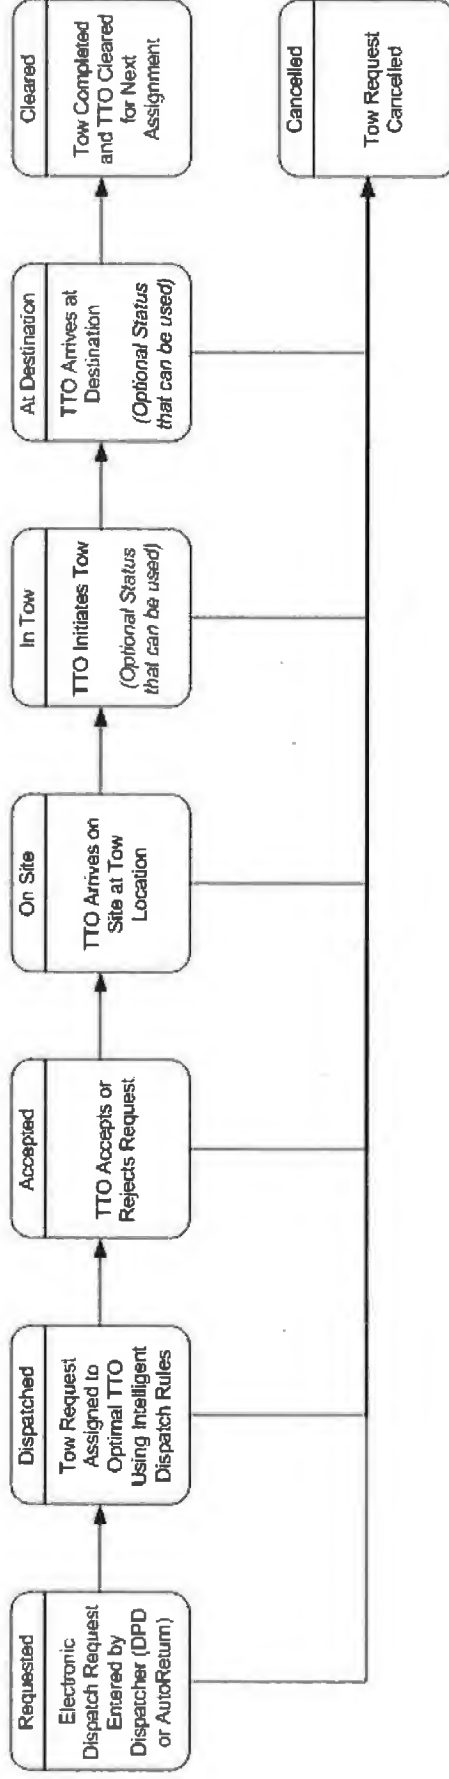 Requested
Electronic
Dispatch Request
Entered by
Dispatcher (DPD
or AutoReturn)
Dispatched
Tow Request
Assigned to
Optimal TTO
Using Intelligent
Dispatch Rules
Accepted
TTO Accepts or
Rejects Request
On Site
TTO Arrives on
Site at Tow
Location
In Tow
TTO Initiates Tow
(Optional Status
that can be used)
At Destination
TTO Arrives at
Destination
(Optional Status
that can be used)
Cleared
Tow Completed
and TTO Cleared
for Next
Assignment
Cancelled
Tow Request
Cancelled